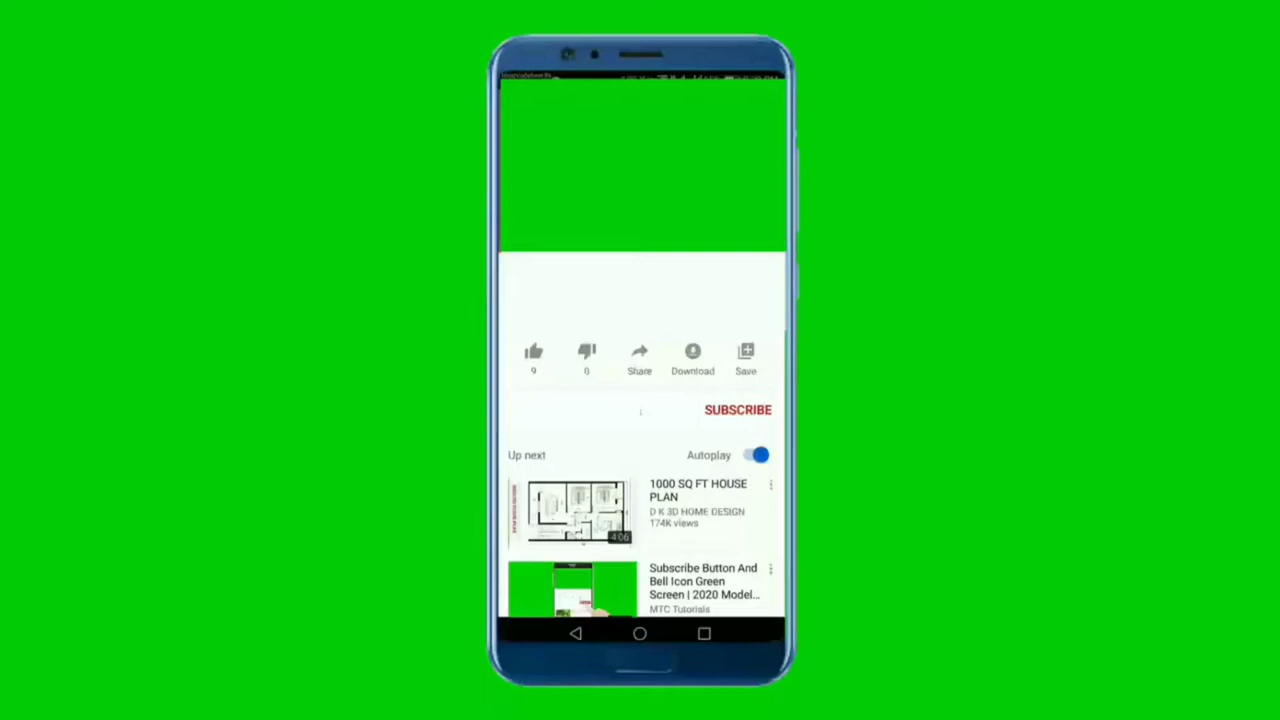 9
0
Share
Download
Save
SUBSCRIBE
Up next
Autoplay
1000 SQ FT HOUSE
PLAN
D K 3D HOME DESIGN
174K views
4:06
Subscribe Button And
Bell Icon Green
Screen | 2020 Model...
MTC Tutorials